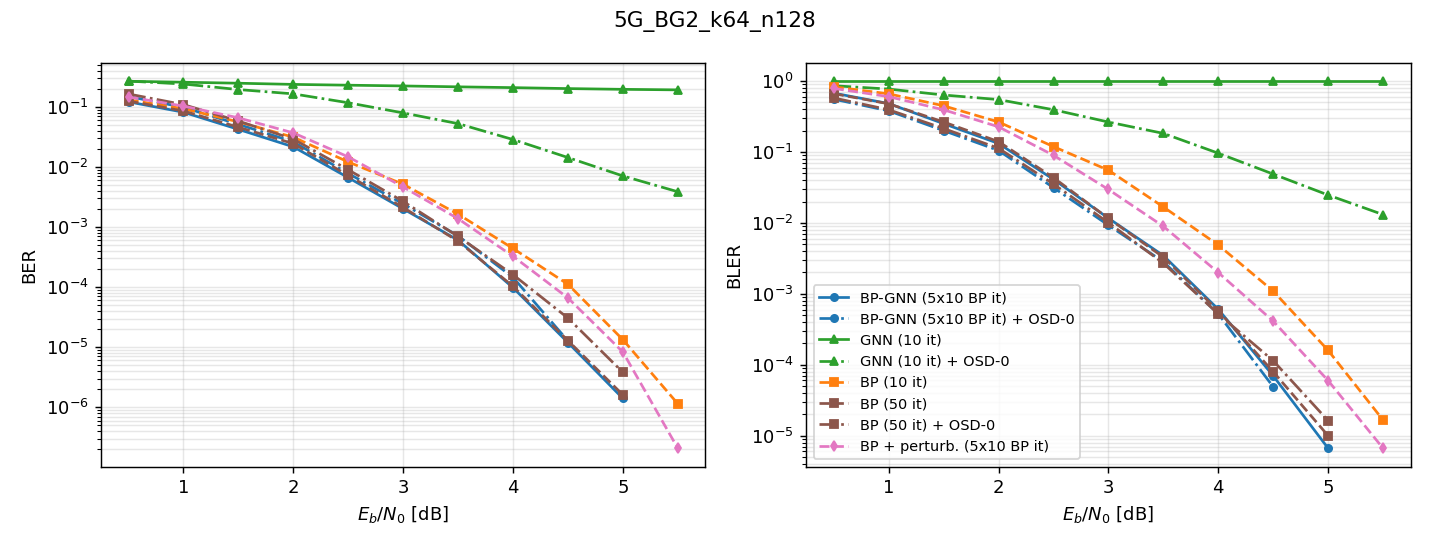 5G_BG2_k64_n128
BER
10⁻¹
10⁻²
10⁻³
10⁻⁴
10⁻⁵
10⁻⁶
1 2 3 4 5
E_b/N_0 [dB]
BLER
10⁰
10⁻¹
10⁻²
10⁻³
10⁻⁴
10⁻⁵
BP-GNN (5x10 BP it)
BP-GNN (5x10 BP it) + OSD-0
GNN (10 it)
GNN (10 it) + OSD-0
BP (10 it)
BP (50 it)
BP (50 it) + OSD-0
BP + perturb. (5x10 BP it)
1 2 3 4 5
E_b/N_0 [dB]